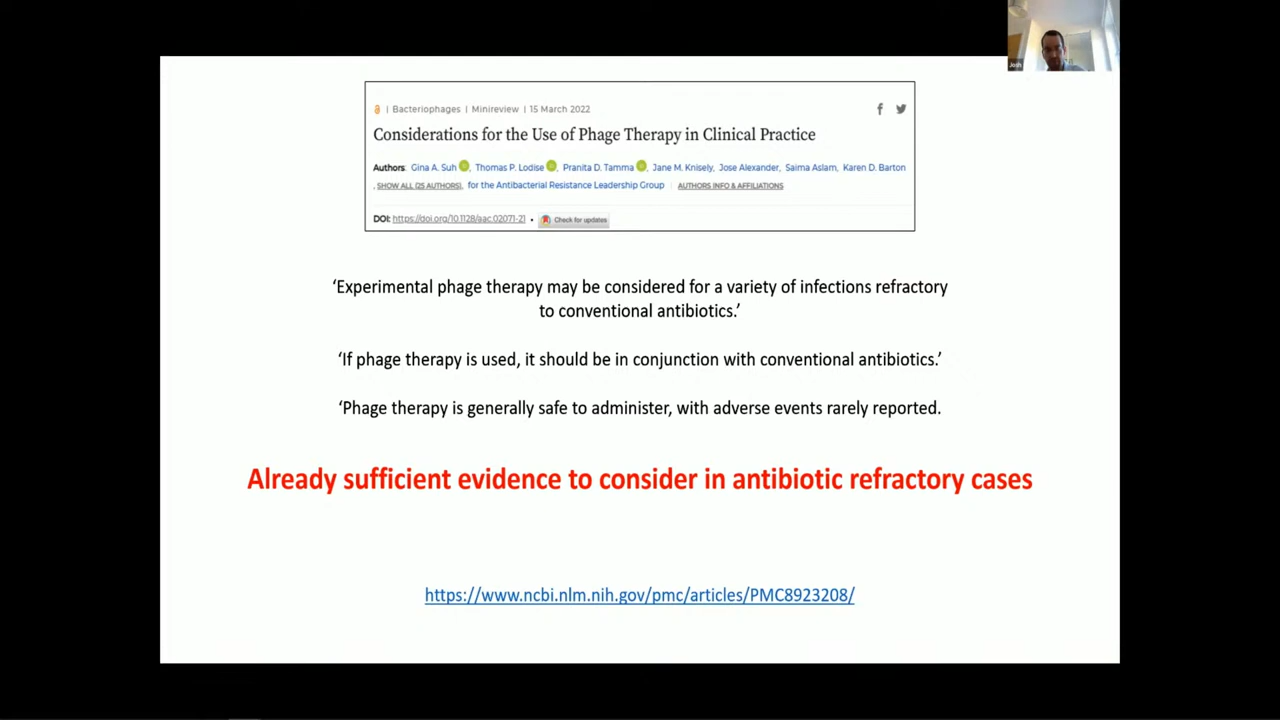 Josh
| Bacteriophages | Minireview | 15 March 2022
Considerations for the Use of Phage Therapy in Clinical Practice
Authors: Gina A. Suh, Thomas P. Lodise, Pranita D. Tamma, Jane M. Knisely, Jose Alexander, Saima Aslam, Karen D. Barton
, SHOW ALL (25 AUTHORS), for the Antibacterial Resistance Leadership Group | AUTHORS INFO & AFFILIATIONS
DOI: https://doi.org/10.1128/aac.02071-21 • Check for updates
‘Experimental phage therapy may be considered for a variety of infections refractory
to conventional antibiotics.’
‘If phage therapy is used, it should be in conjunction with conventional antibiotics.’
‘Phage therapy is generally safe to administer, with adverse events rarely reported.
Already sufficient evidence to consider in antibiotic refractory cases
https://www.ncbi.nlm.nih.gov/pmc/articles/PMC8923208/